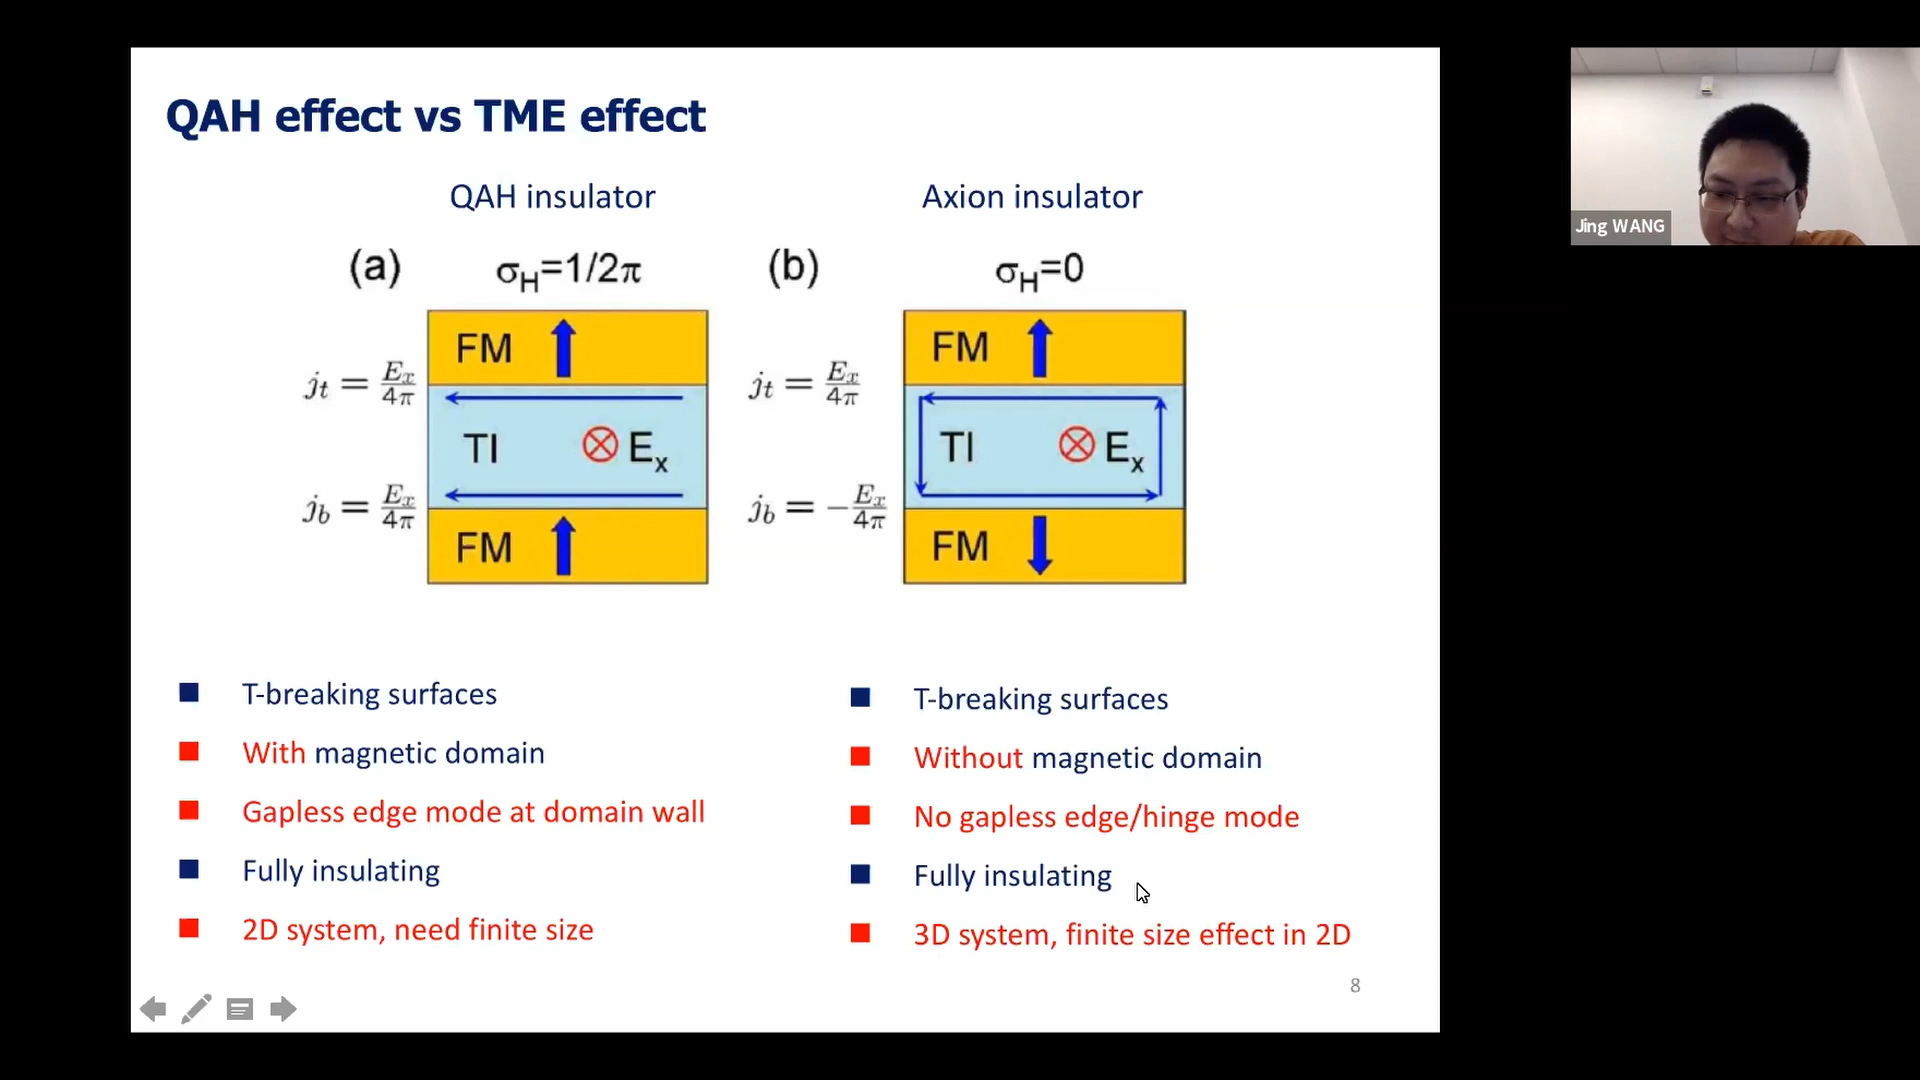 QAH effect vs TME effect
QAH insulator
(a)
σH=1/2π
FM
jt = Ex/4π
TI
Ex
jb = Ex/4π
FM
Axion insulator
(b)
σH=0
FM
jt = Ex/4π
TI
Ex
jb = −Ex/4π
FM
T-breaking surfaces
With magnetic domain
Gapless edge mode at domain wall
Fully insulating
2D system, need finite size
T-breaking surfaces
Without magnetic domain
No gapless edge/hinge mode
Fully insulating
3D system, finite size effect in 2D
8
Jing WANG